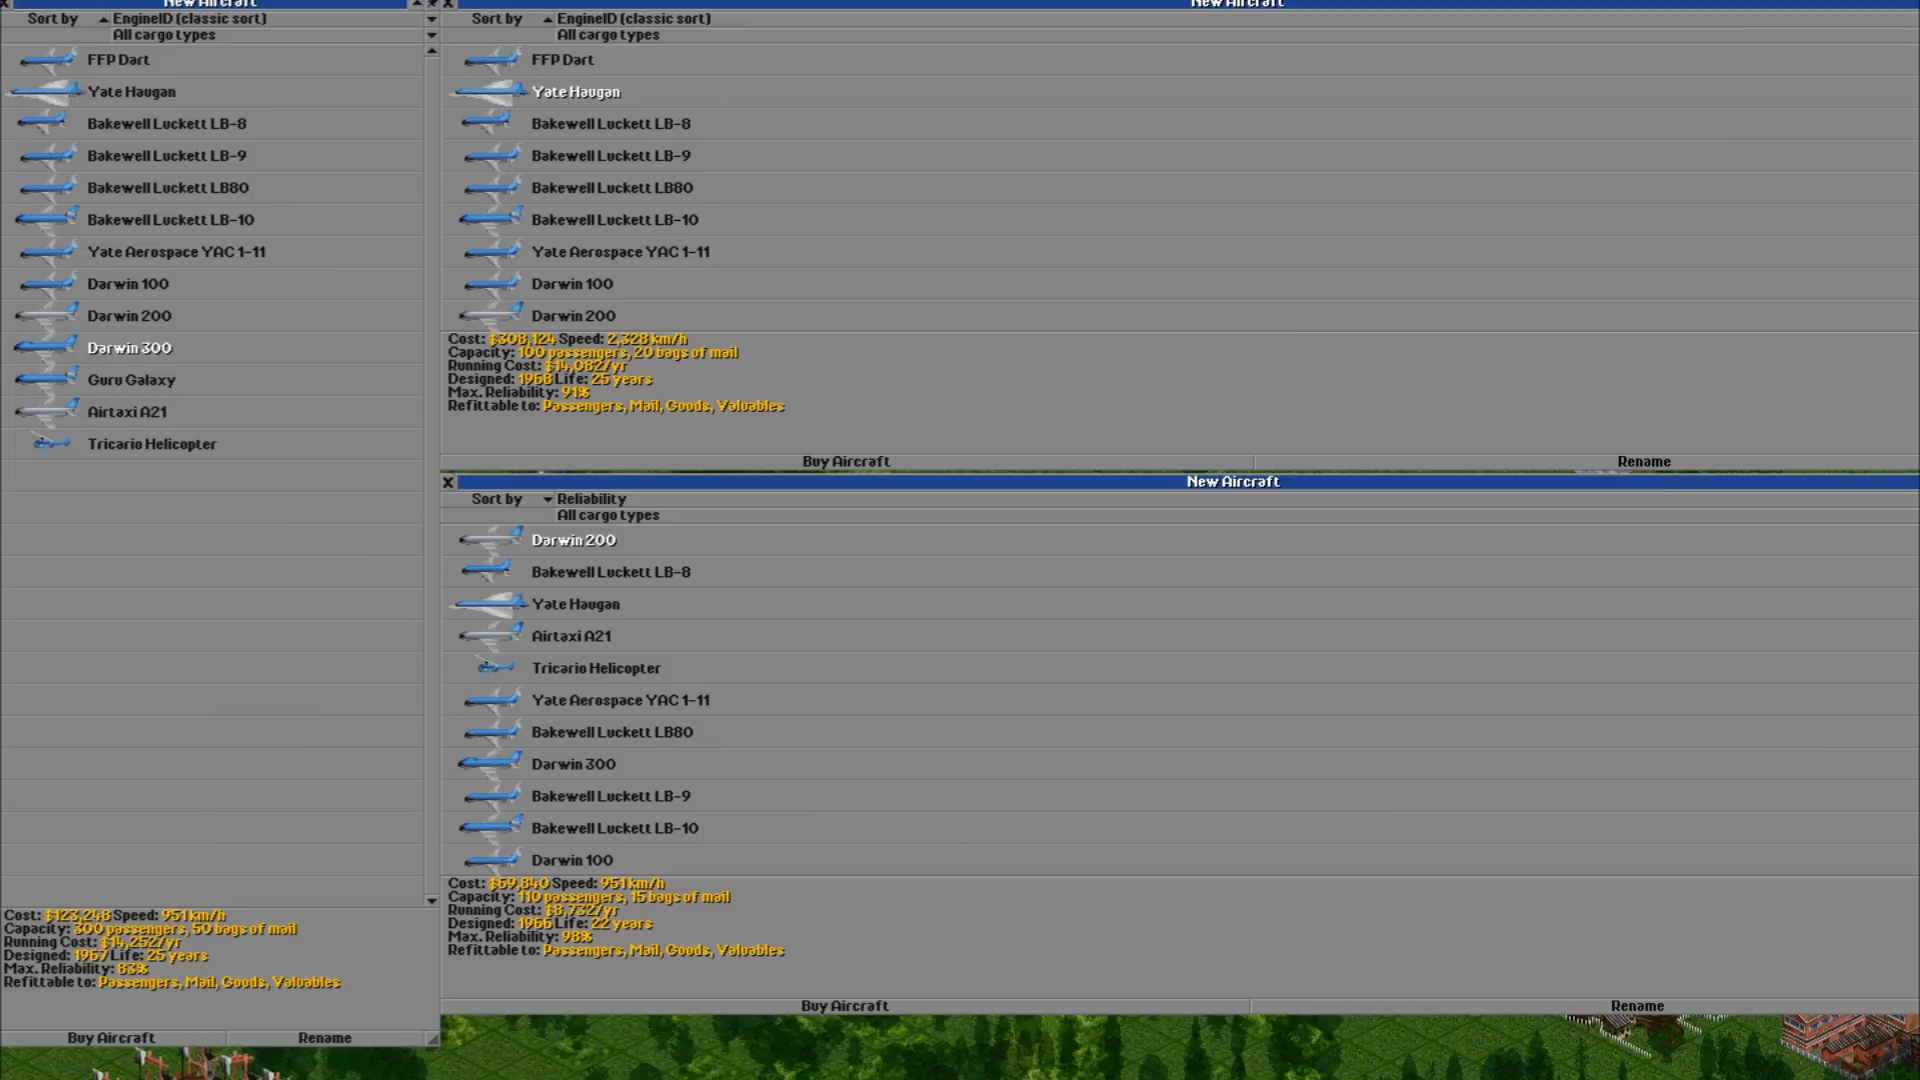 New Aircraft
Sort by EngineID (classic sort)
All cargo types
FFP Dart
Yate Haugan
Bakewell Luckett LB-8
Bakewell Luckett LB-9
Bakewell Luckett LB80
Bakewell Luckett LB-10
Yate Aerospace YAC 1-11
Darwin 100
Darwin 200
Darwin 300
Guru Galaxy
Airtaxi A21
Tricario Helicopter
Cost: $123,248 Speed: 951 km/h
Capacity: 300 passengers, 50 bags of mail
Running Cost: $14,252/yr
Designed: 1967 Life: 25 years
Max. Reliability: 83%
Refittable to: Passengers, Mail, Goods, Valuables
Buy Aircraft Rename
X New Aircraft
Sort by EngineID (classic sort)
All cargo types
FFP Dart
Yate Haugan
Bakewell Luckett LB-8
Bakewell Luckett LB-9
Bakewell Luckett LB80
Bakewell Luckett LB-10
Yate Aerospace YAC 1-11
Darwin 100
Darwin 200
Cost: $308,124 Speed: 2,328 km/h
Capacity: 100 passengers, 20 bags of mail
Running Cost: $14,082/yr
Designed: 1968 Life: 25 years
Max. Reliability: 91%
Refittable to: Passengers, Mail, Goods, Valuables
Buy Aircraft Rename
X New Aircraft
Sort by Reliability
All cargo types
Darwin 200
Bakewell Luckett LB-8
Yate Haugan
Airtaxi A21
Tricario Helicopter
Yate Aerospace YAC 1-11
Bakewell Luckett LB80
Darwin 300
Bakewell Luckett LB-9
Bakewell Luckett LB-10
Darwin 100
Cost: $69,840 Speed: 951 km/h
Capacity: 110 passengers, 15 bags of mail
Running Cost: $8,732/yr
Designed: 1966 Life: 22 years
Max. Reliability: 98%
Refittable to: Passengers, Mail, Goods, Valuables
Buy Aircraft Rename